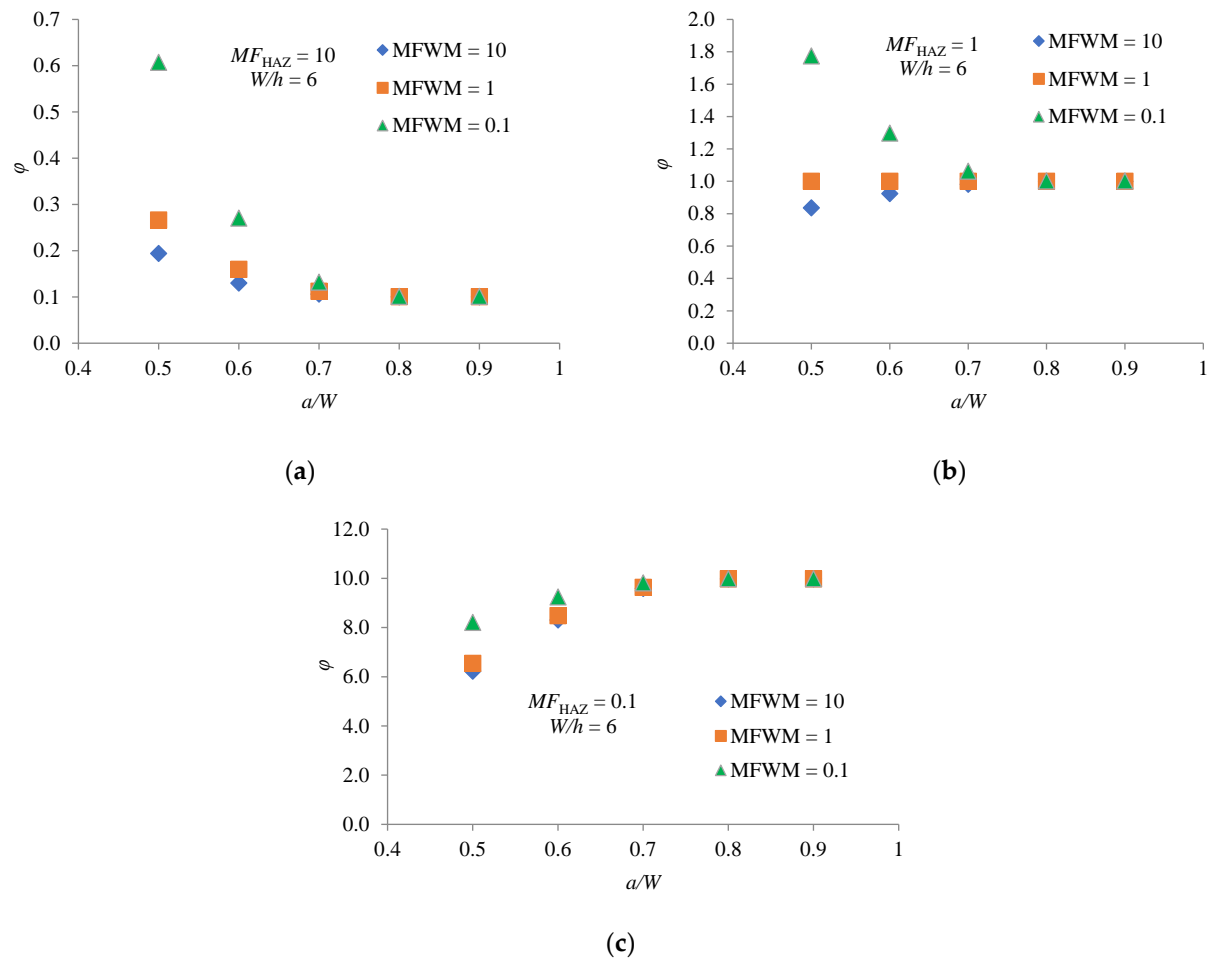 0.7
0.6
0.5
0.4
0.3
0.2
0.1
0.0
φ
MF_HAZ = 10
W/h = 6
MFWM = 10
MFWM = 1
MFWM = 0.1
0.4 0.5 0.6 0.7 0.8 0.9 1
a/W
(a)
2.0
1.8
1.6
1.4
1.2
1.0
0.8
0.6
0.4
0.2
0.0
φ
MF_HAZ = 1
W/h = 6
MFWM = 10
MFWM = 1
MFWM = 0.1
0.4 0.5 0.6 0.7 0.8 0.9 1
a/W
(b)
12.0
10.0
8.0
6.0
4.0
2.0
0.0
φ
MF_HAZ = 0.1
W/h = 6
MFWM = 10
MFWM = 1
MFWM = 0.1
0.4 0.5 0.6 0.7 0.8 0.9 1
a/W
(c)